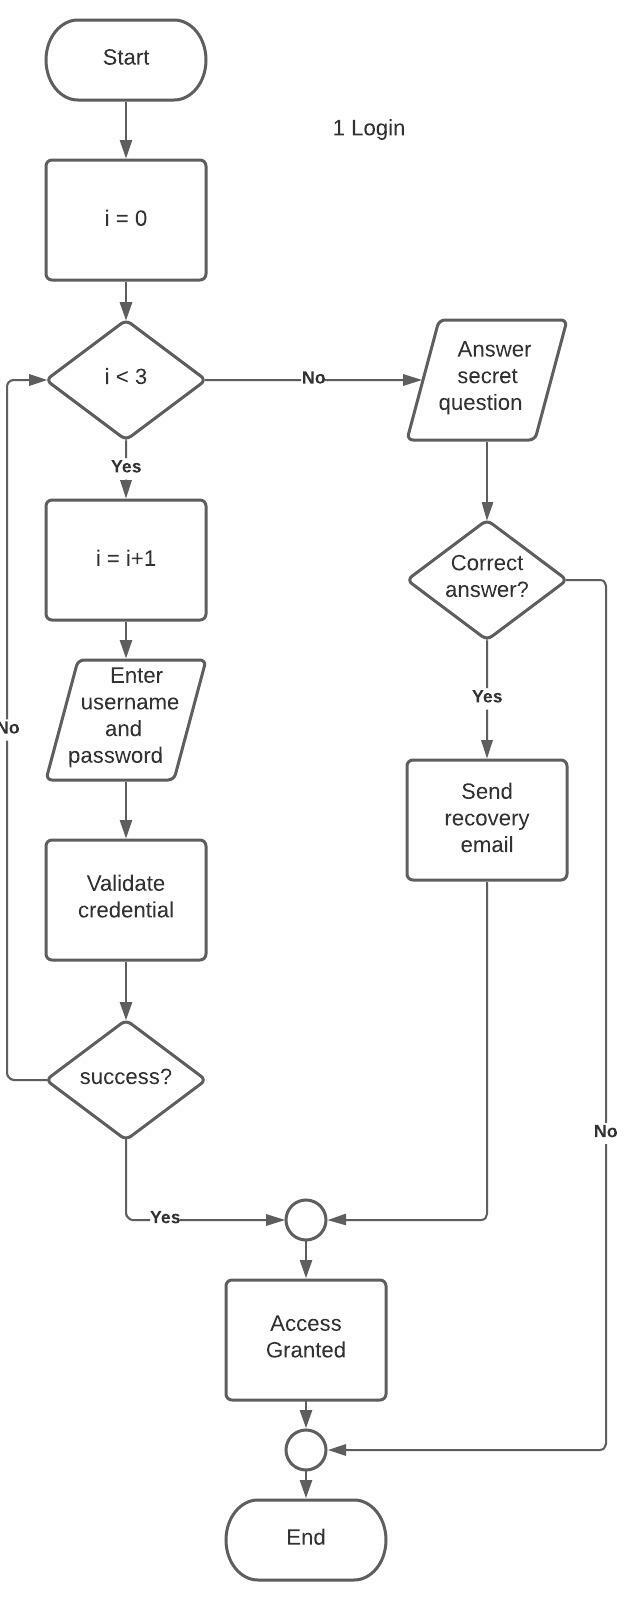 Start
1 Login
i = 0
i < 3
No
Answer
secret
question
Yes
i = i+1
Correct
answer?
Enter
username
and
password
Yes
No
Send
recovery
email
Validate
credential
success?
No
Yes
Access
Granted
End